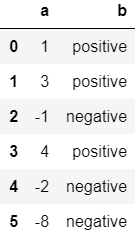 a b
0 1 positive
1 3 positive
2 -1 negative
3 4 positive
4 -2 negative
5 -8 negative